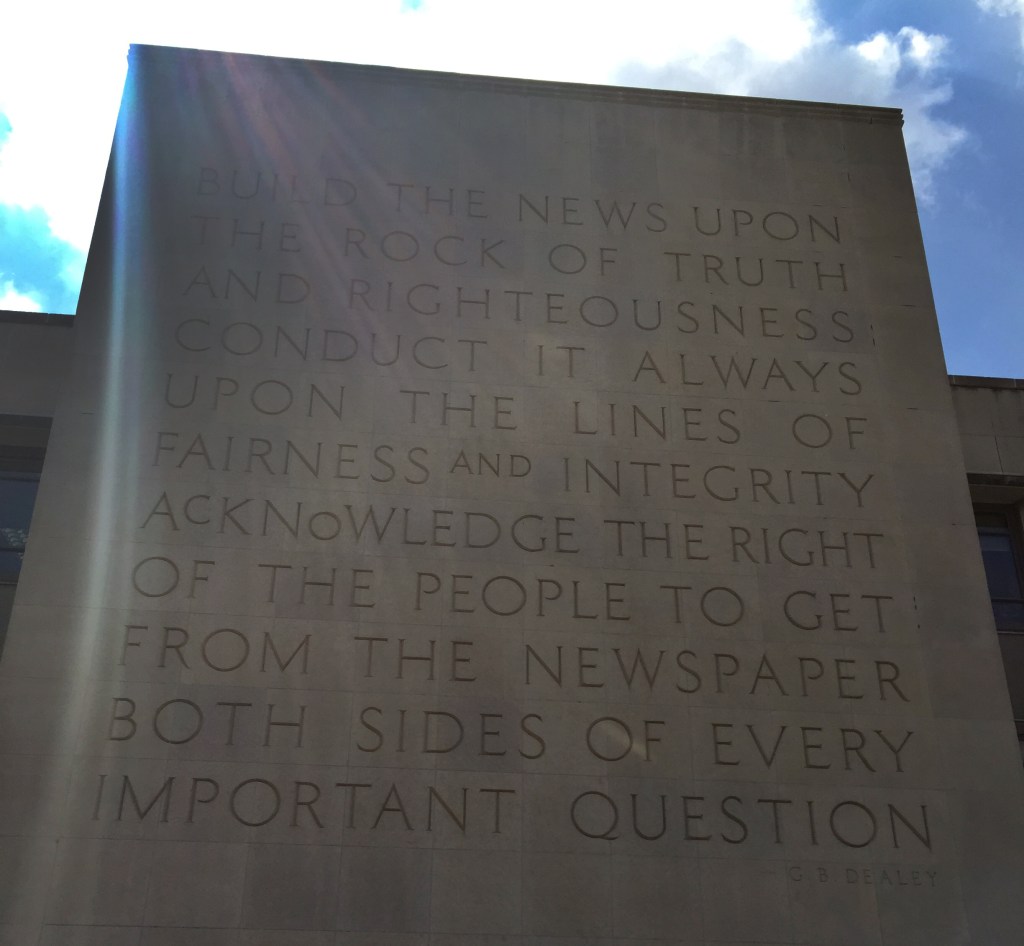 BUILD THE NEWS UPON
THE ROCK OF TRUTH
AND RIGHTEOUSNESS
CONDUCT IT ALWAYS
UPON THE LINES OF
FAIRNESS AND INTEGRITY
ACKNOWLEDGE THE RIGHT
OF THE PEOPLE TO GET
FROM THE NEWSPAPER
BOTH SIDES OF EVERY
IMPORTANT QUESTION
G. B. DEALEY